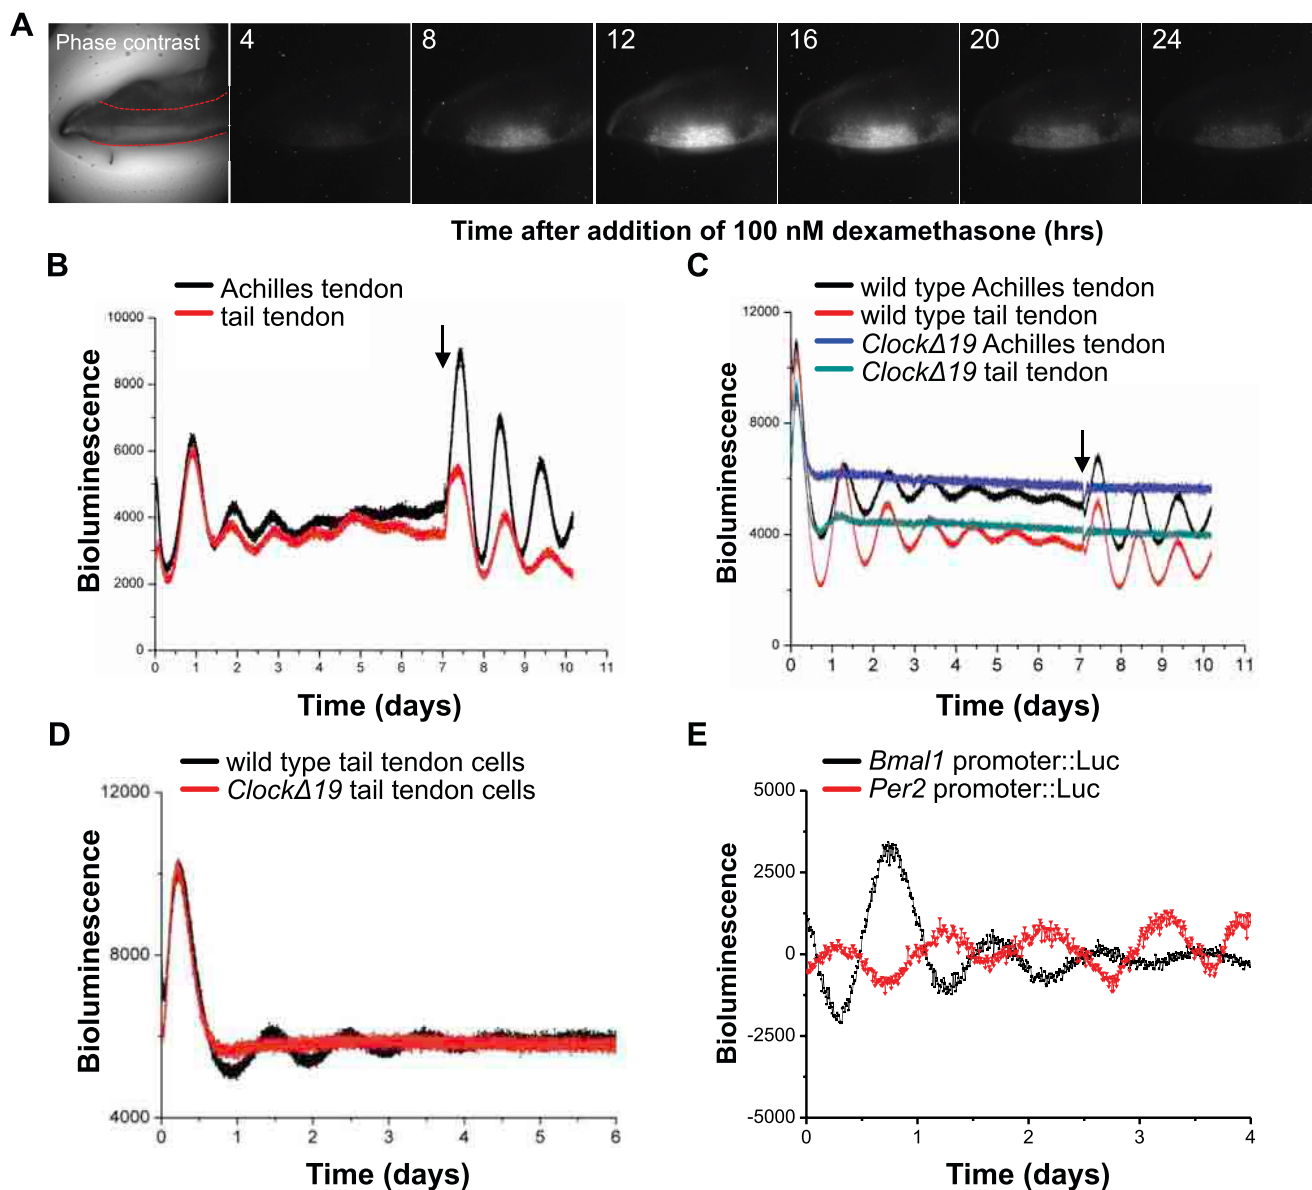 A
Phase contrast
4
8
12
16
20
24
Time after addition of 100 nM dexamethasone (hrs)
B
Achilles tendon
tail tendon
10000
8000
6000
4000
2000
0
Bioluminescence
0 1 2 3 4 5 6 7 8 9 10 11
Time (days)
C
wild type Achilles tendon
wild type tail tendon
ClockΔ19 Achilles tendon
ClockΔ19 tail tendon
12000
8000
4000
0
Bioluminescence
0 1 2 3 4 5 6 7 8 9 10 11
Time (days)
D
wild type tail tendon cells
ClockΔ19 tail tendon cells
12000
8000
4000
Bioluminescence
0 1 2 3 4 5 6
Time (days)
E
Bmal1 promoter::Luc
Per2 promoter::Luc
5000
2500
0
-2500
-5000
Bioluminescence
0 1 2 3 4
Time (days)